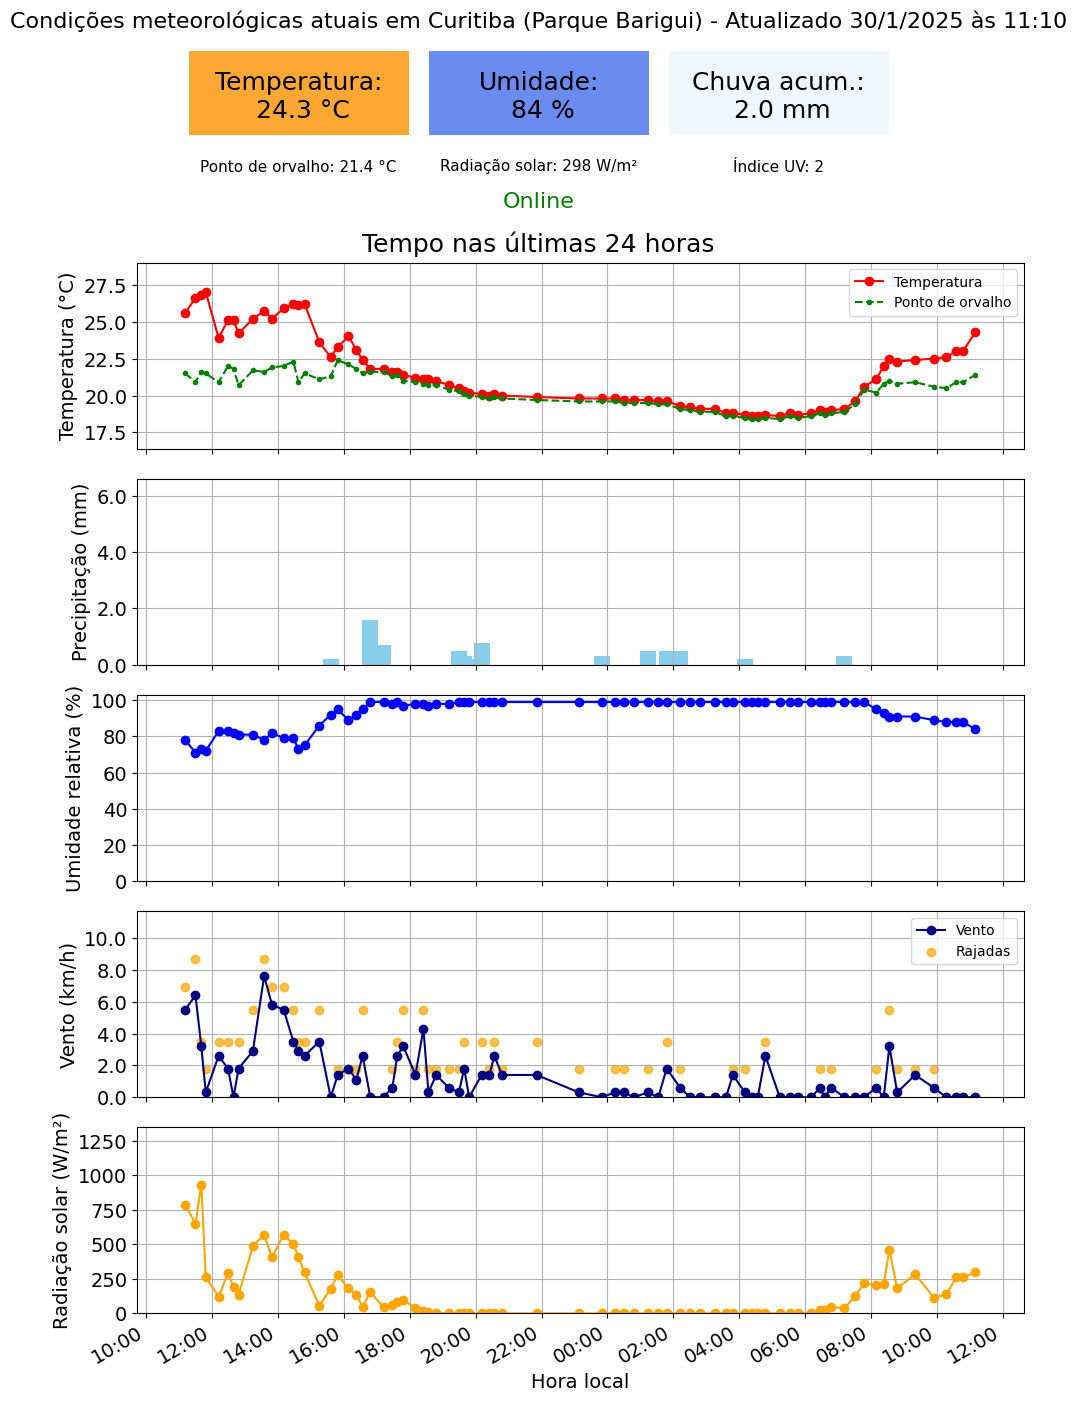 Condições meteorológicas atuais em Curitiba (Parque Barigui) - Atualizado 30/1/2025 às 11:10
Temperatura:
24.3 °C
Umidade:
84 %
Chuva acum.:
2.0 mm
Ponto de orvalho: 21.4 °C
Radiação solar: 298 W/m²
Índice UV: 2
Online
Tempo nas últimas 24 horas
Temperatura (°C)
27.5
25.0
22.5
20.0
17.5
Temperatura
Ponto de orvalho
Precipitação (mm)
6.0
4.0
2.0
0.0
Umidade relativa (%)
100
80
60
40
20
0
Vento (km/h)
10.0
8.0
6.0
4.0
2.0
0.0
Vento
Rajadas
Radiação solar (W/m²)
1250
1000
750
500
250
0
10:00
12:00
14:00
16:00
18:00
20:00
22:00
00:00
02:00
04:00
06:00
08:00
10:00
12:00
Hora local